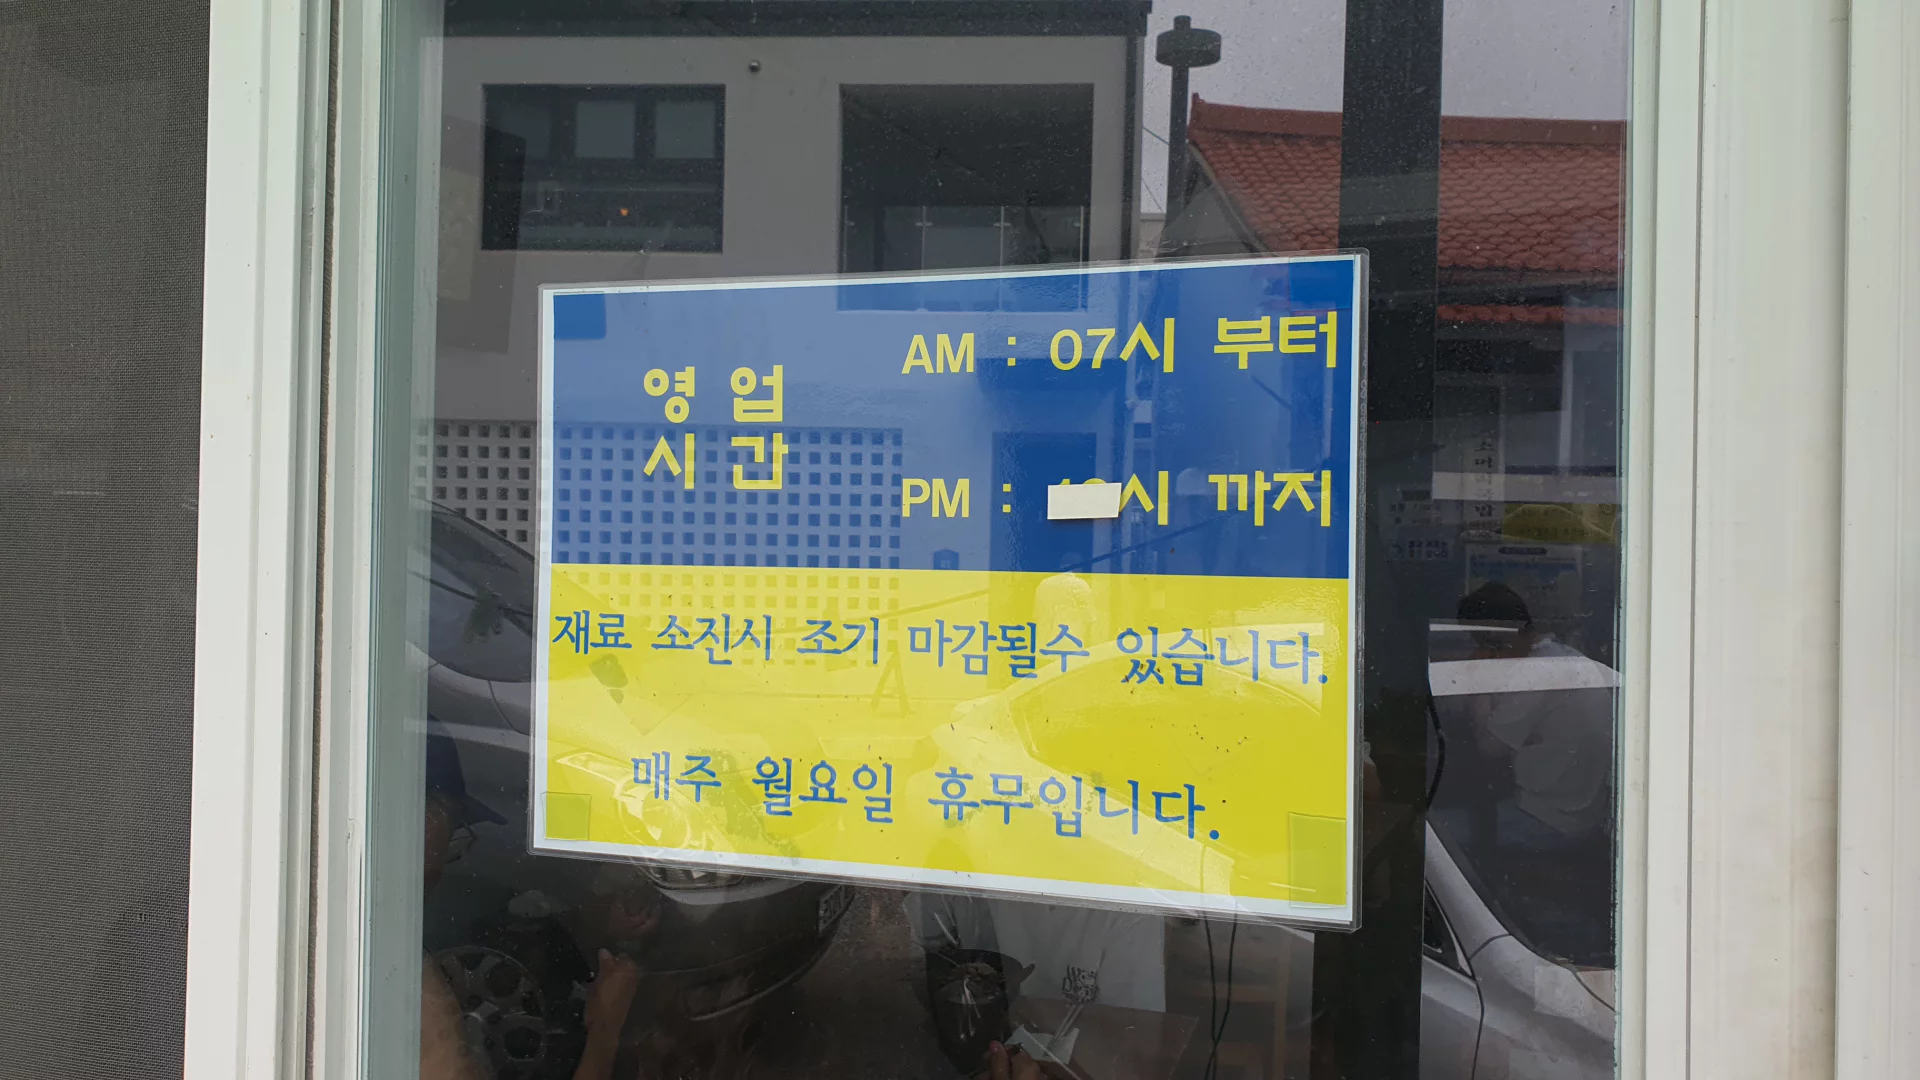 영업
시간
AM : 07시 부터
PM : 시 까지
재료 소진시 조기 마감될수 있습니다.
매주 월요일 휴무입니다.